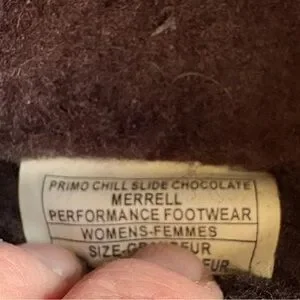 PRIMO CHILL SLIDE CHOCOLATE
MERRELL
PERFORMANCE FOOTWEAR
WOMENS-FEMMES